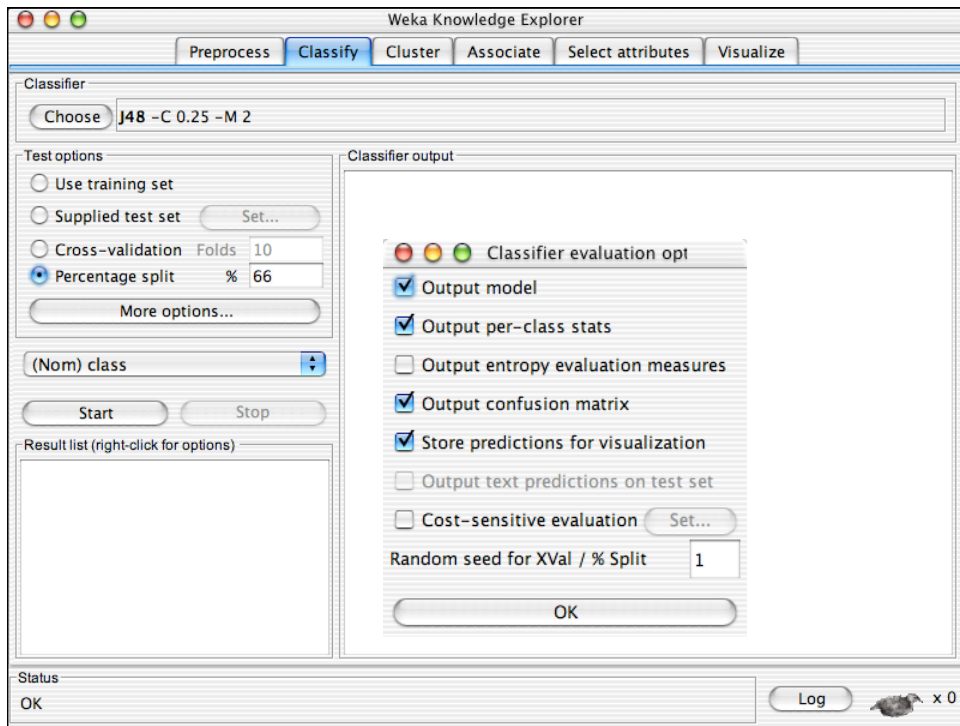 Weka Knowledge Explorer
Preprocess Classify Cluster Associate Select attributes Visualize
Classifier
Choose J48 -C 0.25 -M 2
Test options
Use training set
Supplied test set Set...
Cross-validation Folds 10
Percentage split % 66
More options...
(Nom) class
Start Stop
Result list (right-click for options)
Classifier output
Classifier evaluation opt
Output model
Output per-class stats
Output entropy evaluation measures
Output confusion matrix
Store predictions for visualization
Output text predictions on test set
Cost-sensitive evaluation Set...
Random seed for XVal / % Split 1
OK
Status
OK
Log x 0